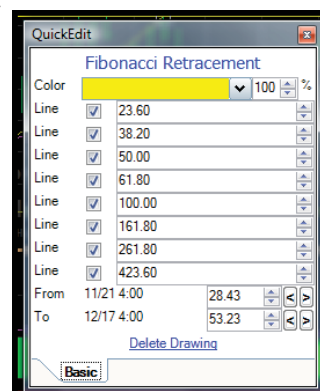 QuickEdit
Fibonacci Retracement
Color 100 %
Line 23.60
Line 38.20
Line 50.00
Line 61.80
Line 100.00
Line 161.80
Line 261.80
Line 423.60
From 11/21 4:00 28.43 < >
To 12/17 4:00 53.23 < >
Delete Drawing
Basic